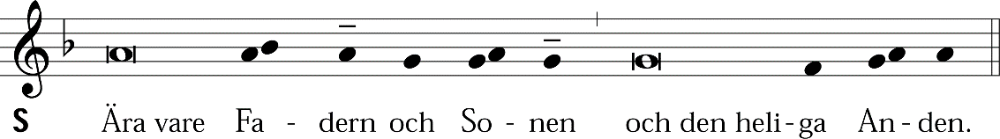 S Ära vare Fa - dern och So - nen och den heli - ga An - den.